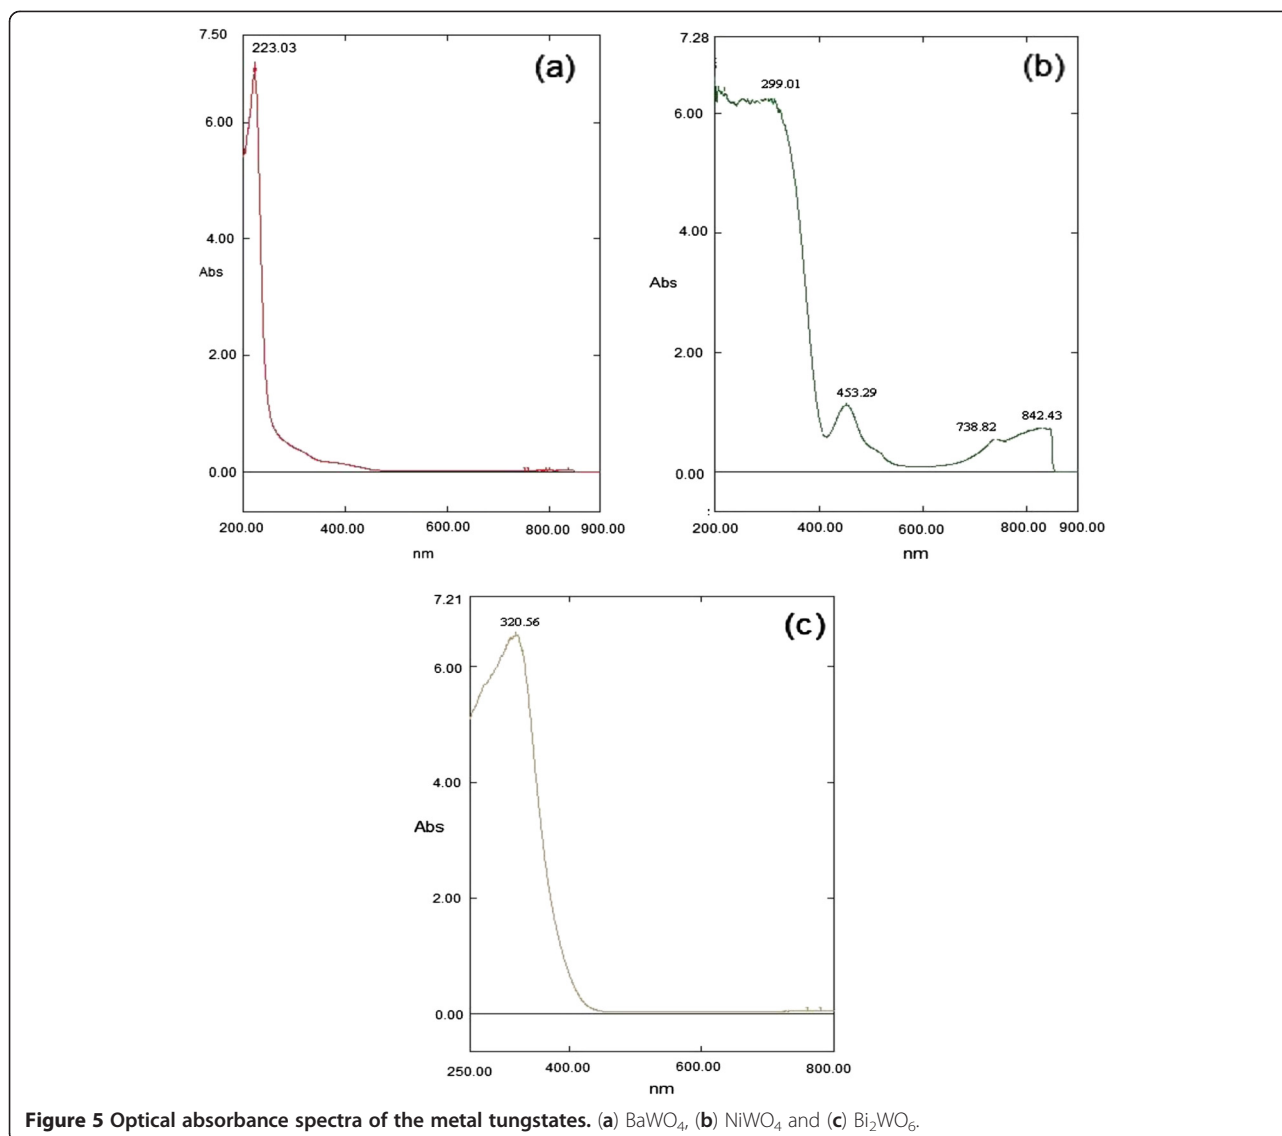 7.50
223.03
(a)
6.00
4.00
Abs
2.00
0.00
200.00 400.00 600.00 800.00 900.00
nm
7.28
299.01
(b)
6.00
4.00
Abs
2.00
453.29
738.82
842.43
0.00
200.00 400.00 600.00 800.00 900.00
nm
7.21
320.56
(c)
6.00
4.00
Abs
2.00
0.00
250.00 400.00 600.00 800.00
nm
Figure 5 Optical absorbance spectra of the metal tungstates. (a) BaWO₄, (b) NiWO₄ and (c) Bi₂WO₆.